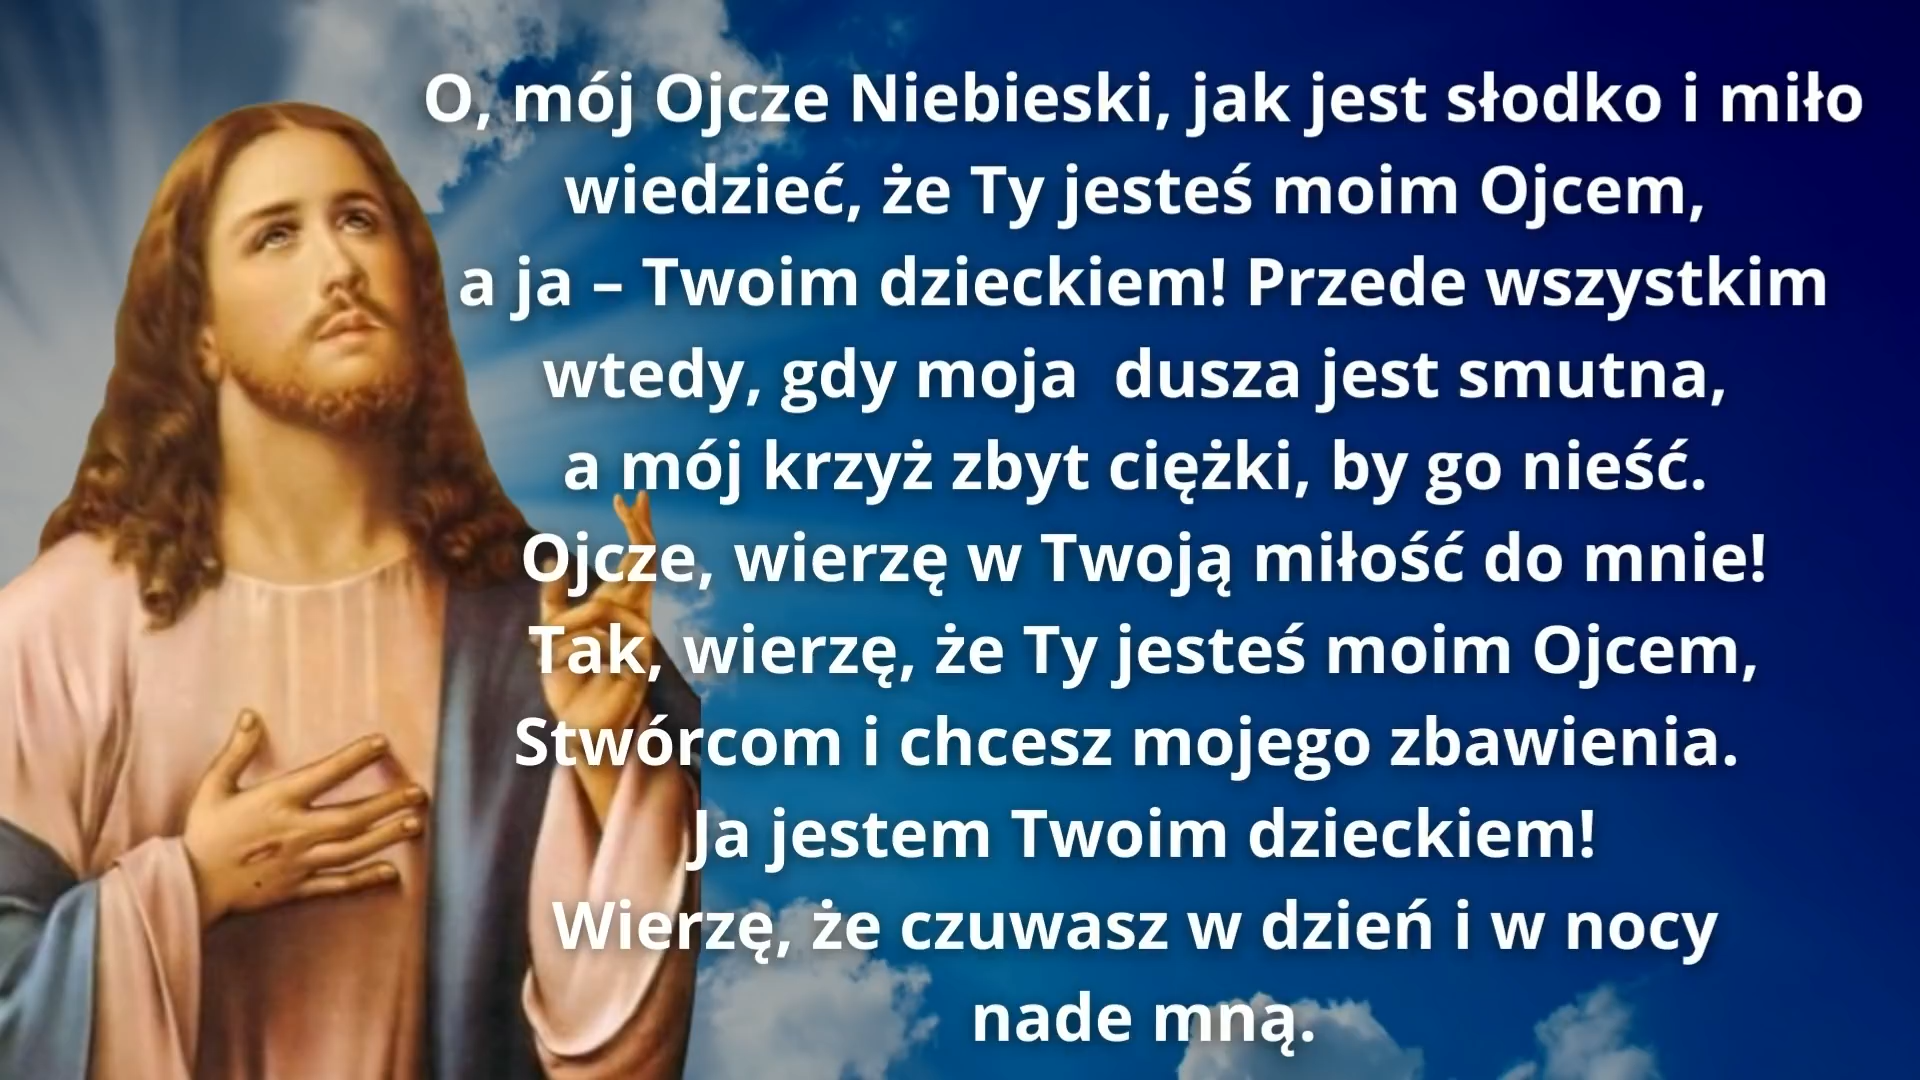 O, mój Ojcze Niebieski, jak jest słodko i miło
wiedzieć, że Ty jesteś moim Ojcem,
a ja – Twoim dzieckiem! Przede wszystkim
wtedy, gdy moja  dusza jest smutna,
a mój krzyż zbyt ciężki, by go nieść.
Ojcze, wierzę w Twoją miłość do mnie!
Tak, wierzę, że Ty jesteś moim Ojcem,
Stwórcom i chcesz mojego zbawienia.
Ja jestem Twoim dzieckiem!
Wierzę, że czuwasz w dzień i w nocy
nade mną.